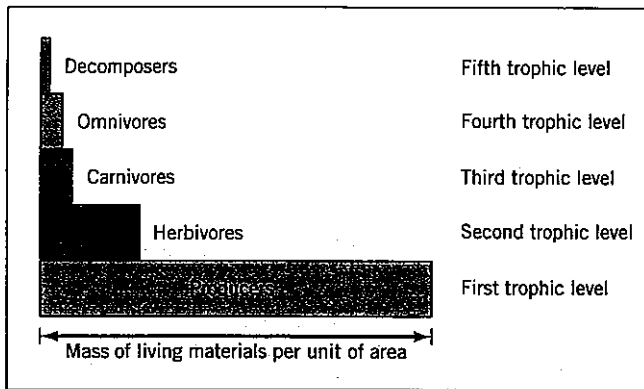 Decomposers Fifth trophic level
Omnivores Fourth trophic level
Carnivores Third trophic level
Herbivores Second trophic level
Producers First trophic level
Mass of living materials per unit of area